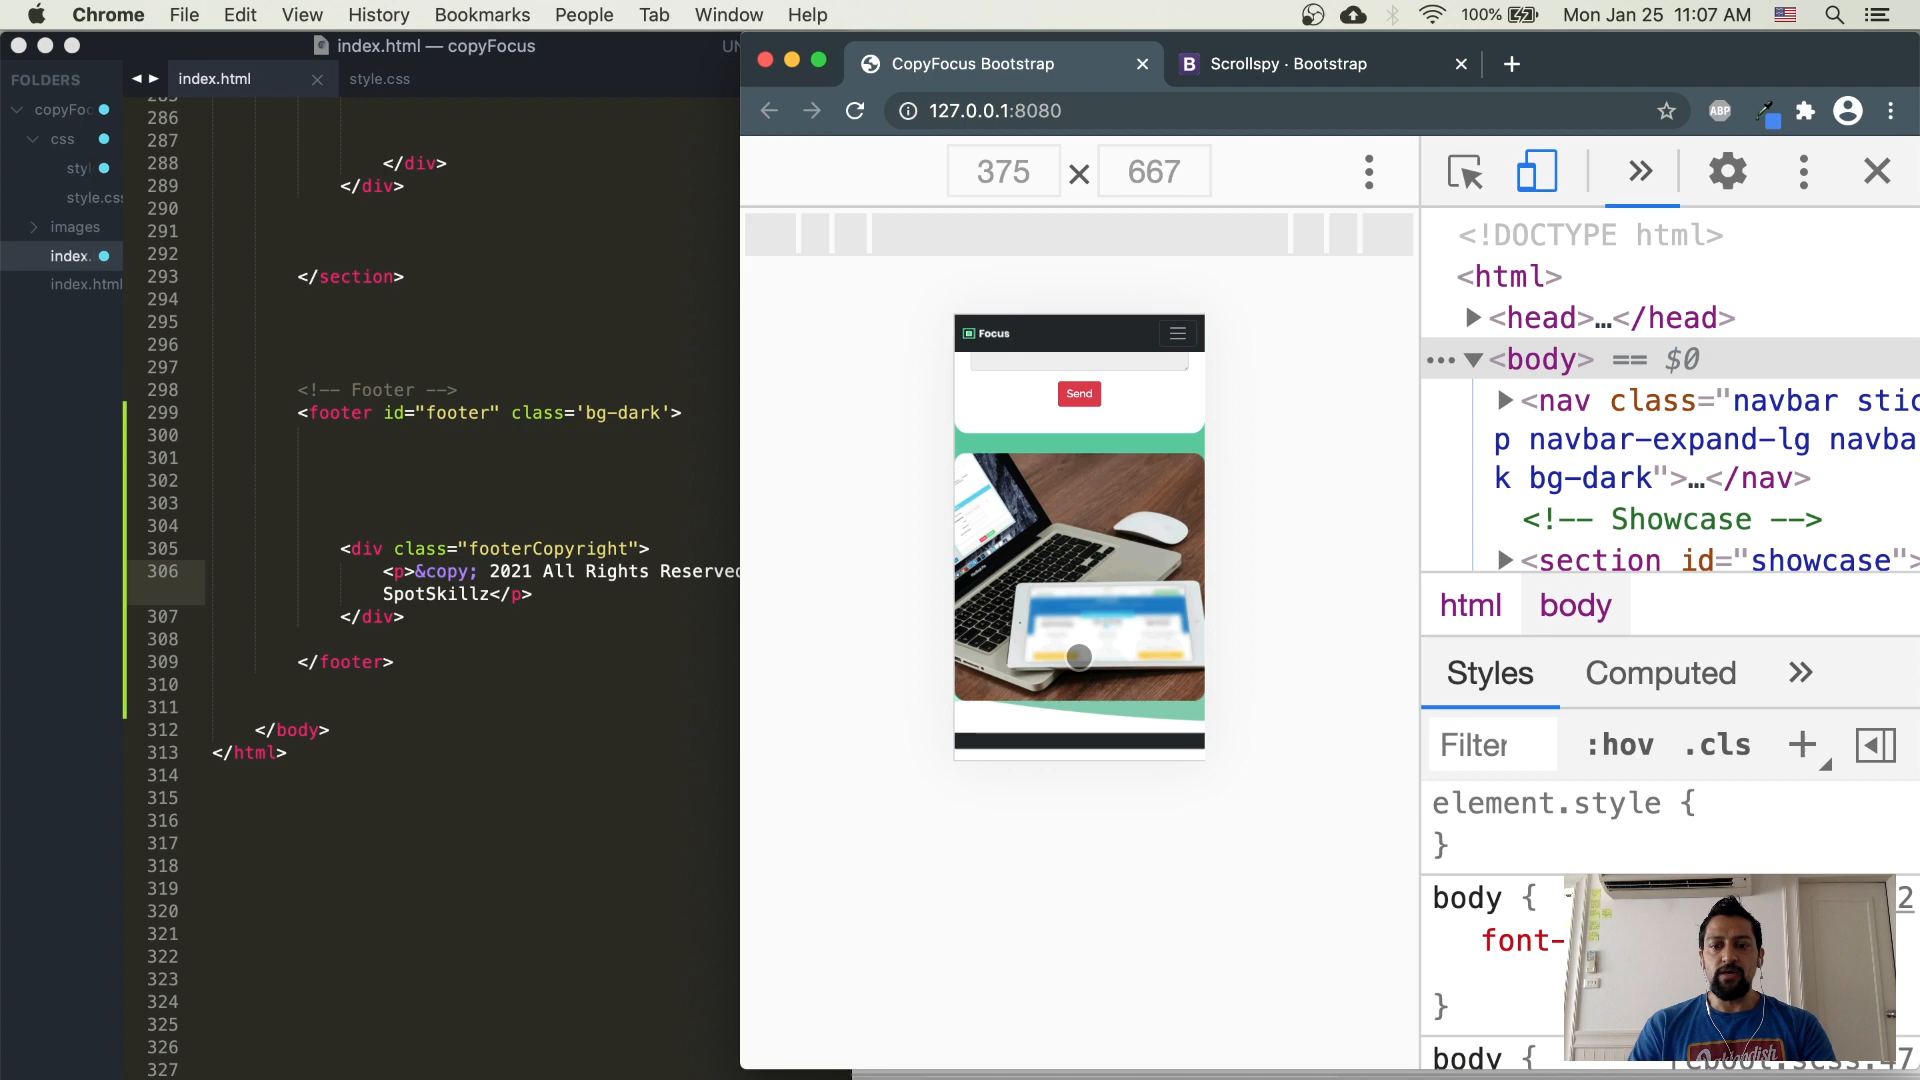 Chrome File Edit View History Bookmarks People Tab Window Help 100% Mon Jan 25 11:07 AM
index.html — copyFocus UN
FOLDERS
copyFoc
css
styl
style.css
images
index.
index.html
index.html style.css
285
286
287
288 </div>
289 </div>
290
291
292
293 </section>
294
295
296
297
298 <!-- Footer -->
299 <footer id="footer" class='bg-dark'>
300
301
302
303
304
305 <div class="footerCopyright">
306 <p>&copy; 2021 All Rights Reserved
SpotSkillz</p>
307 </div>
308
309 </footer>
310
311
312 </body>
313 </html>
314
315
316
317
318
319
320
321
322
323
324
325
326
327
CopyFocus Bootstrap
B Scrollspy · Bootstrap
127.0.0.1:8080
ABP
375 × 667
Focus
Send
<!DOCTYPE html>
<html>
<head>…</head>
<body> == $0
<nav class="navbar stic
p navbar-expand-lg navba
k bg-dark">…</nav>
<!-- Showcase -->
<section id="showcase">
html body
Styles Computed
Filter :hov .cls
element.style {
}
body { 2
font-
}
body {